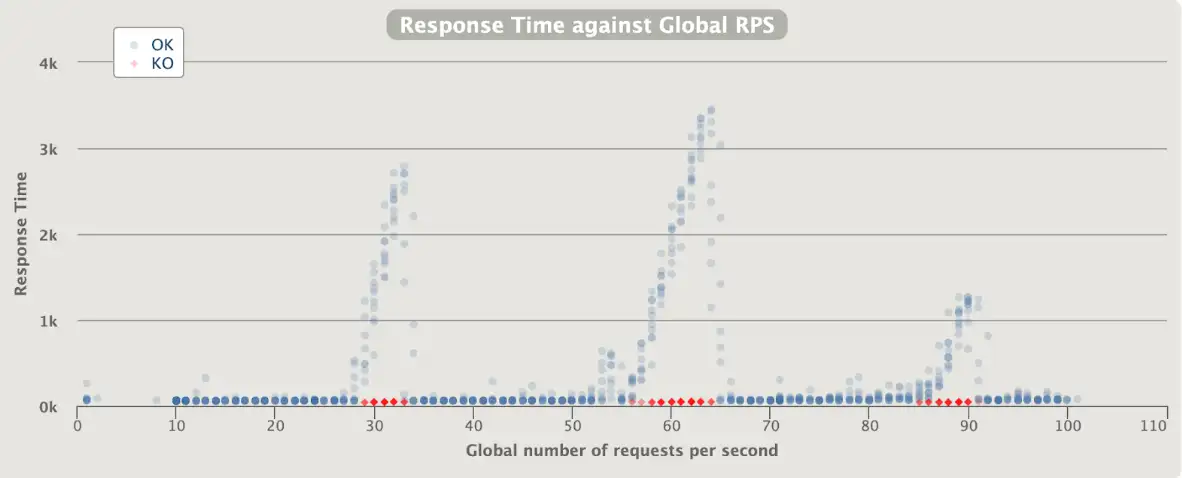 Response Time against Global RPS
OK
KO
4k
3k
2k
1k
0k
Response Time
0 10 20 30 40 50 60 70 80 90 100 110
Global number of requests per second